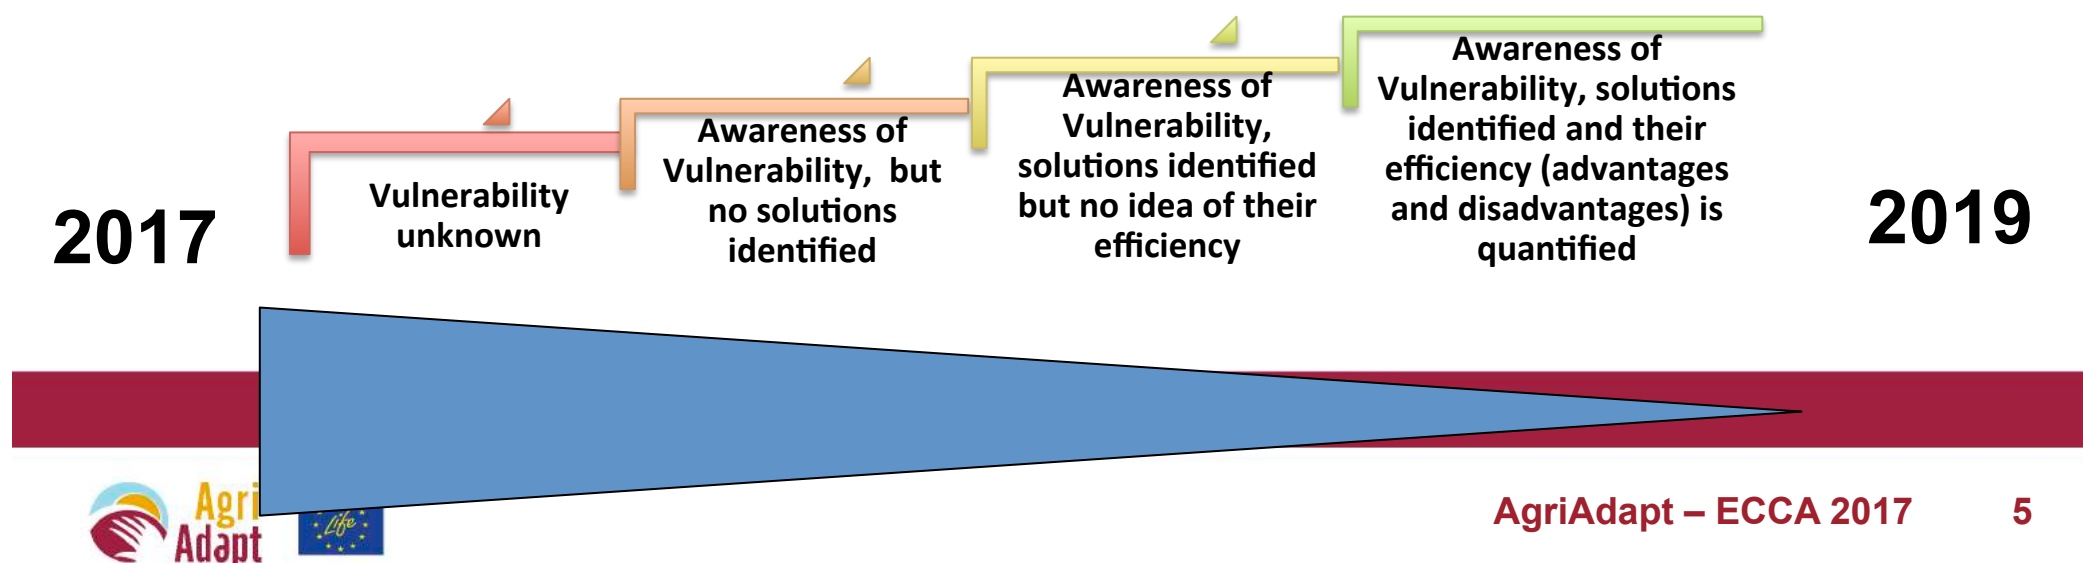 2017
Vulnerability
unknown
Awareness of
Vulnerability,  but
no solutions
identified
Awareness of
Vulnerability,
solutions identified
but no idea of their
efficiency
Awareness of
Vulnerability, solutions
identified and their
efficiency (advantages
and disadvantages) is
quantified
2019
Agri
Adapt
Life
AgriAdapt – ECCA 2017
5